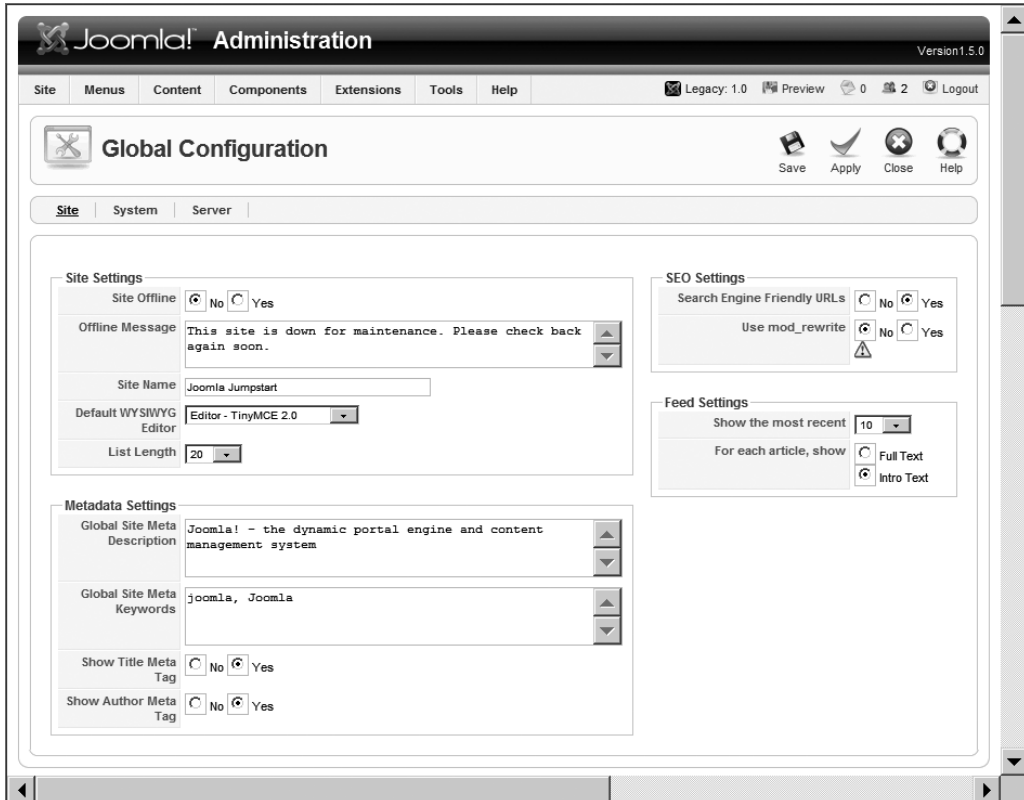 Joomla! Administration
Version1.5.0
Site Menus Content Components Extensions Tools Help Legacy: 1.0 Preview 0 2 Logout
Global Configuration
Save Apply Close Help
Site System Server
Site Settings
Site Offline No Yes
Offline Message This site is down for maintenance. Please check back
again soon.
Site Name Joomla Jumpstart
Default WYSIWYG
Editor Editor - TinyMCE 2.0
List Length 20
Metadata Settings
Global Site Meta
Description Joomla! - the dynamic portal engine and content
management system
Global Site Meta
Keywords joomla, Joomla
Show Title Meta
Tag No Yes
Show Author Meta
Tag No Yes
SEO Settings
Search Engine Friendly URLs No Yes
Use mod_rewrite No Yes
Feed Settings
Show the most recent 10
For each article, show Full Text
Intro Text